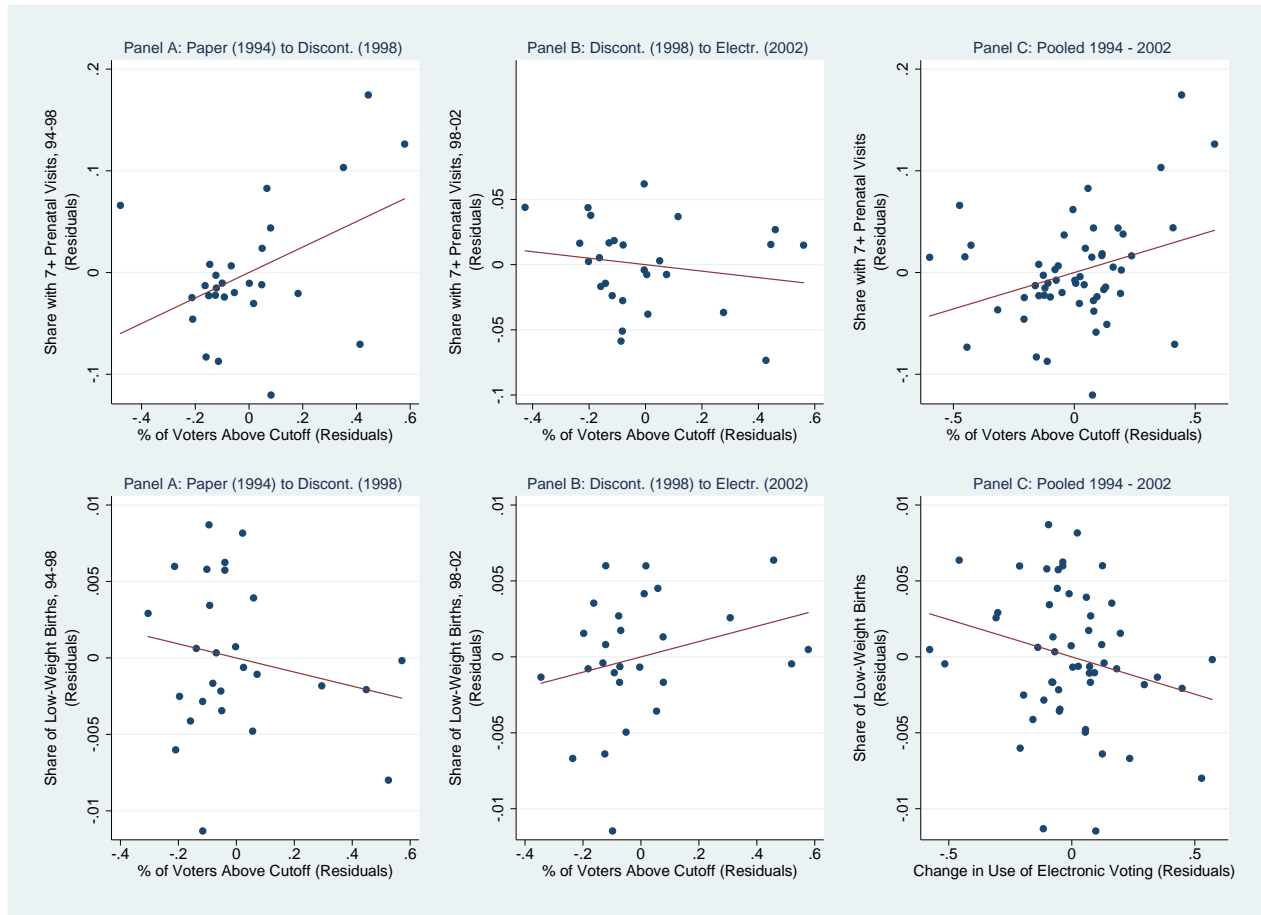 Panel A: Paper (1994) to Discont. (1998)
Share with 7+ Prenatal Visits, 94-98
(Residuals)
.2
.1
0
-.1
-.4
-.2
0
.2
.4
.6
% of Voters Above Cutoff (Residuals)
Panel B: Discont. (1998) to Electr. (2002)
Share with 7+ Prenatal Visits, 98-02
(Residuals)
.05
0
-.05
-.1
-.4
-.2
0
.2
.4
.6
% of Voters Above Cutoff (Residuals)
Panel C: Pooled 1994 - 2002
Share with 7+ Prenatal Visits
(Residuals)
.2
.1
0
-.1
-.5
0
.5
% of Voters Above Cutoff (Residuals)
Panel A: Paper (1994) to Discont. (1998)
Share of Low-Weight Births, 94-98
(Residuals)
.01
.005
0
-.005
-.01
-.4
-.2
0
.2
.4
.6
% of Voters Above Cutoff (Residuals)
Panel B: Discont. (1998) to Electr. (2002)
Share of Low-Weight Births, 98-02
(Residuals)
.01
.005
0
-.005
-.01
-.4
-.2
0
.2
.4
.6
% of Voters Above Cutoff (Residuals)
Panel C: Pooled 1994 - 2002
Share of Low-Weight Births
(Residuals)
.01
.005
0
-.005
-.01
-.5
0
.5
Change in Use of Electronic Voting (Residuals)